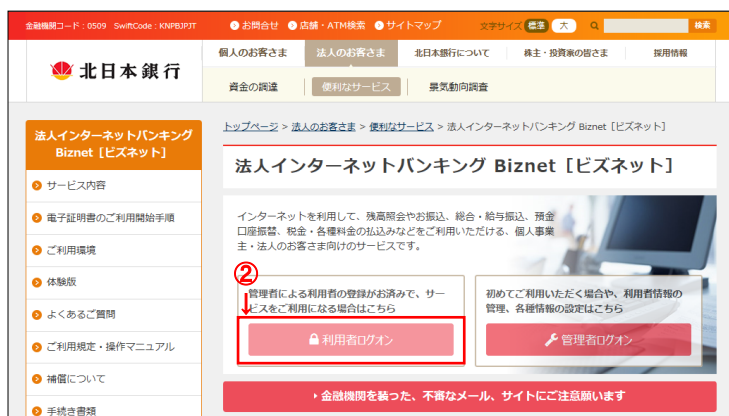 金融機関コード：0509 SwiftCode：KNPBJPJT
お問合せ 店舗・ATM検索 サイトマップ
文字サイズ 標準 大 検索
北日本銀行
個人のお客さま 法人のお客さま 北日本銀行について 株主・投資家の皆さま 採用情報
資金の調達 便利なサービス 景気動向調査
法人インターネットバンキング
Biznet［ビズネット］
サービス内容
電子証明書のご利用開始手順
ご利用環境
体験版
よくあるご質問
ご利用規定・操作マニュアル
補償について
手続き書類
トップページ > 法人のお客さま > 便利なサービス > 法人インターネットバンキング Biznet［ビズネット］
法人インターネットバンキング Biznet［ビズネット］
インターネットを利用して、残高照会やお振込、総合・給与振込、預金
口座振替、税金・各種料金の払込みなどをご利用いただける、個人事業
主・法人のお客さま向けのサービスです。
②
管理者による利用者の登録がお済みで、サー
ビスをご利用になる場合はこちら
利用者ログオン
初めてご利用いただく場合や、利用者情報の
管理、各種情報の設定はこちら
管理者ログオン
金融機関を装った、不審なメール、サイトにご注意願います